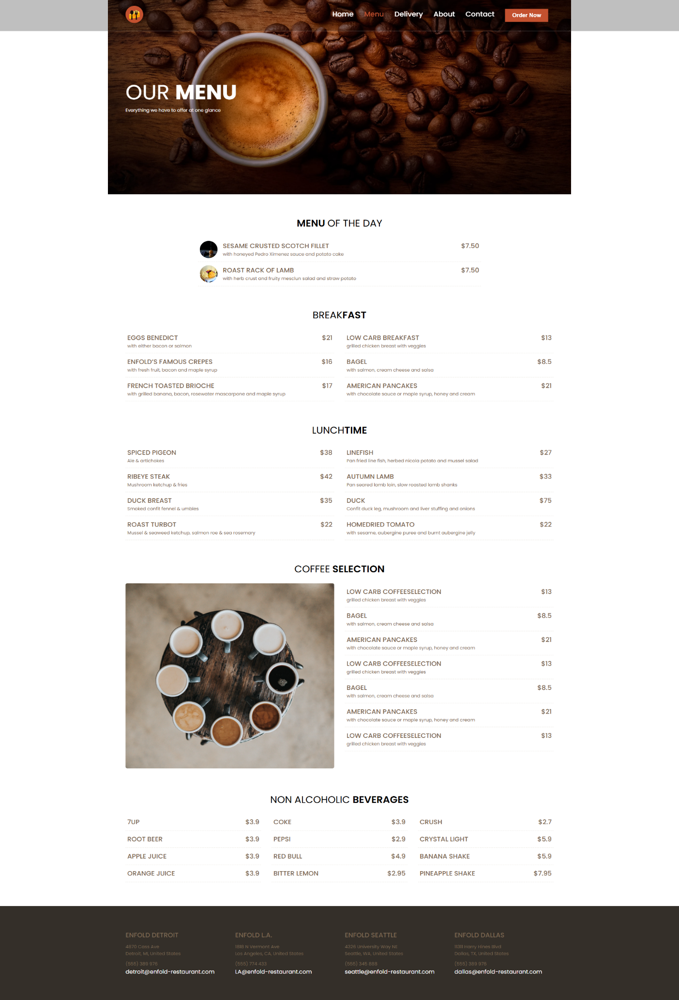 Home Menu Delivery About Contact Order Now
OUR MENU
Everything we have to offer at one glance
MENU OF THE DAY
SESAME CRUSTED SCOTCH FILLET $7.50
with honeyed Pedro Ximenez sauce and potato cake
ROAST RACK OF LAMB $7.50
with herb crust and fruity mesclun salad and straw potato
BREAKFAST
EGGS BENEDICT $21
with either bacon or salmon
ENFOLD'S FAMOUS CREPES $16
with fresh fruit, bacon and maple syrup
FRENCH TOASTED BRIOCHE $17
with grilled banana, bacon, rosewater mascarpone and maple syrup
LOW CARB BREAKFAST $13
grilled chicken breast with veggies
BAGEL $8.5
with salmon, cream cheese and salsa
AMERICAN PANCAKES $21
with chocolate sauce or maple syrup, honey and cream
LUNCHTIME
SPICED PIGEON $38
Ale & artichokes
RIBEYE STEAK $42
Mushroom ketchup & fries
DUCK BREAST $35
Smoked confit fennel & umbles
ROAST TURBOT $22
Mussel & seaweed ketchup, salmon roe & sea rosemary
LINEFISH $27
Pan fried line fish, herbed nicola potato and mussel salad
AUTUMN LAMB $33
Pan seared lamb loin, slow roasted lamb shanks
DUCK $75
Confit duck leg, mushroom and liver stuffing and onions
HOMEDRIED TOMATO $22
with sesame, aubergine puree and burnt aubergine jelly
COFFEE SELECTION
LOW CARB COFFEESELECTION $13
grilled chicken breast with veggies
BAGEL $8.5
with salmon, cream cheese and salsa
AMERICAN PANCAKES $21
with chocolate sauce or maple syrup, honey and cream
LOW CARB COFFEESELECTION $13
grilled chicken breast with veggies
BAGEL $8.5
with salmon, cream cheese and salsa
AMERICAN PANCAKES $21
with chocolate sauce or maple syrup, honey and cream
LOW CARB COFFEESELECTION $13
grilled chicken breast with veggies
NON ALCOHOLIC BEVERAGES
7UP $3.9
ROOT BEER $3.9
APPLE JUICE $3.9
ORANGE JUICE $3.9
COKE $3.9
PEPSI $2.9
RED BULL $4.9
BITTER LEMON $2.95
CRUSH $2.7
CRYSTAL LIGHT $5.9
BANANA SHAKE $5.9
PINEAPPLE SHAKE $7.95
ENFOLD DETROIT
4870 Cass Ave
Detroit, MI, United States
(555) 389 976
detroit@enfold-restaurant.com
ENFOLD L.A.
1818 N Vermont Ave
Los Angeles, CA, United States
(555) 774 433
LA@enfold-restaurant.com
ENFOLD SEATTLE
4326 University Way NE
Seattle, WA, United States
(555) 345 888
seattle@enfold-restaurant.com
ENFOLD DALLAS
11311 Harry Hines Blvd
Dallas, TX, United States
(555) 389 976
dallas@enfold-restaurant.com